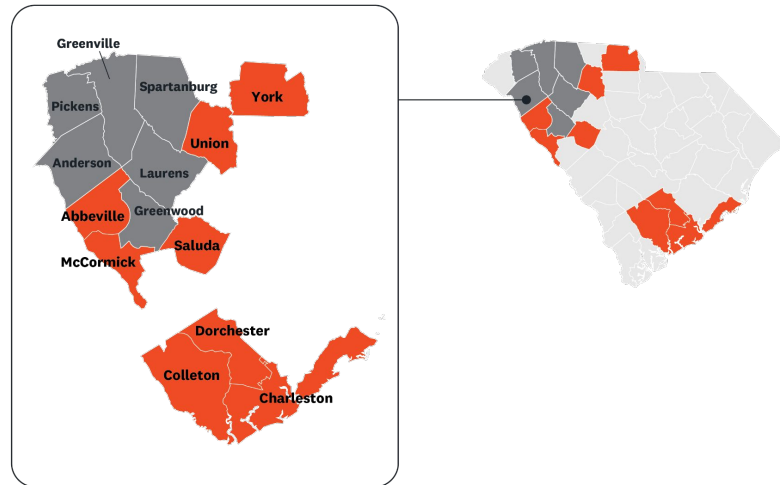 Greenville
Spartanburg
Pickens
York
Union
Anderson
Laurens
Abbeville
Greenwood
Saluda
McCormick
Dorchester
Colleton
Charleston